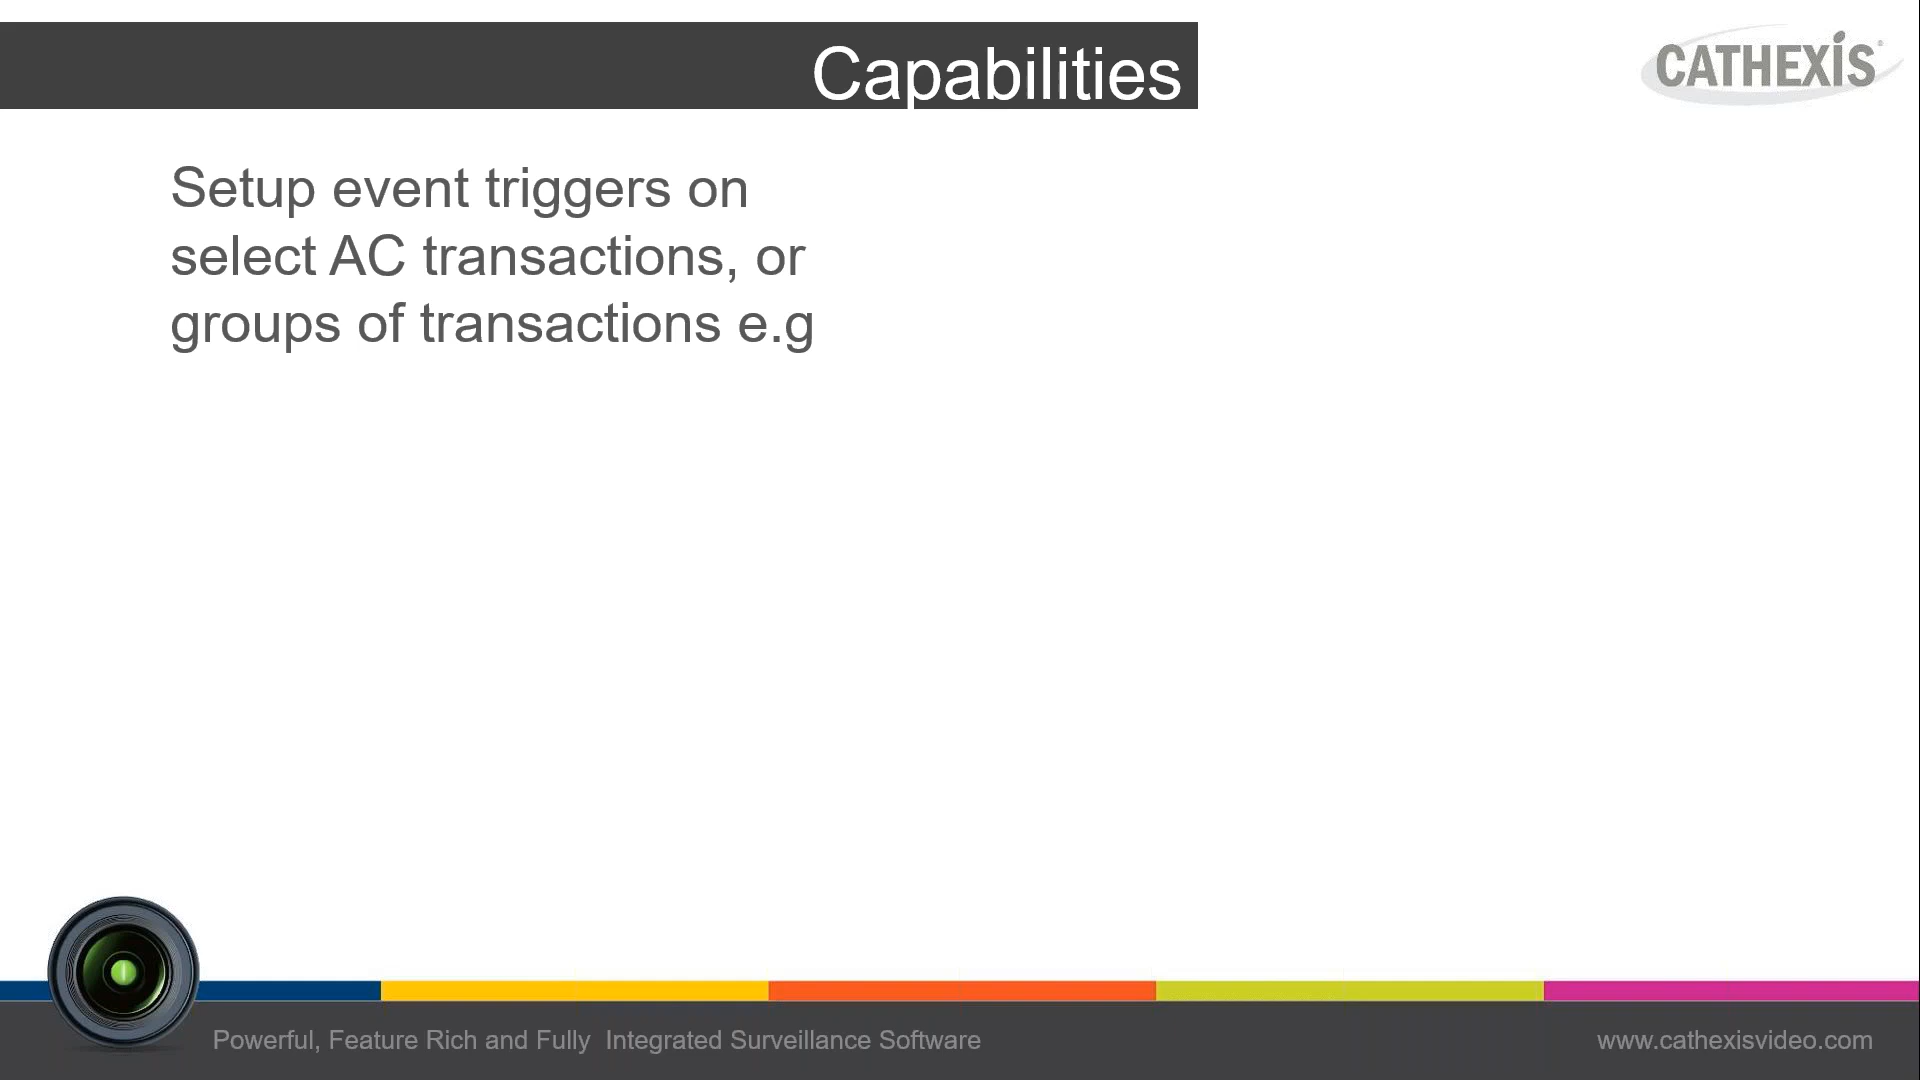 Capabilities
CATHEXIS
Setup event triggers on
select AC transactions, or
groups of transactions e.g
Powerful, Feature Rich and Fully  Integrated Surveillance Software
www.cathexisvideo.com